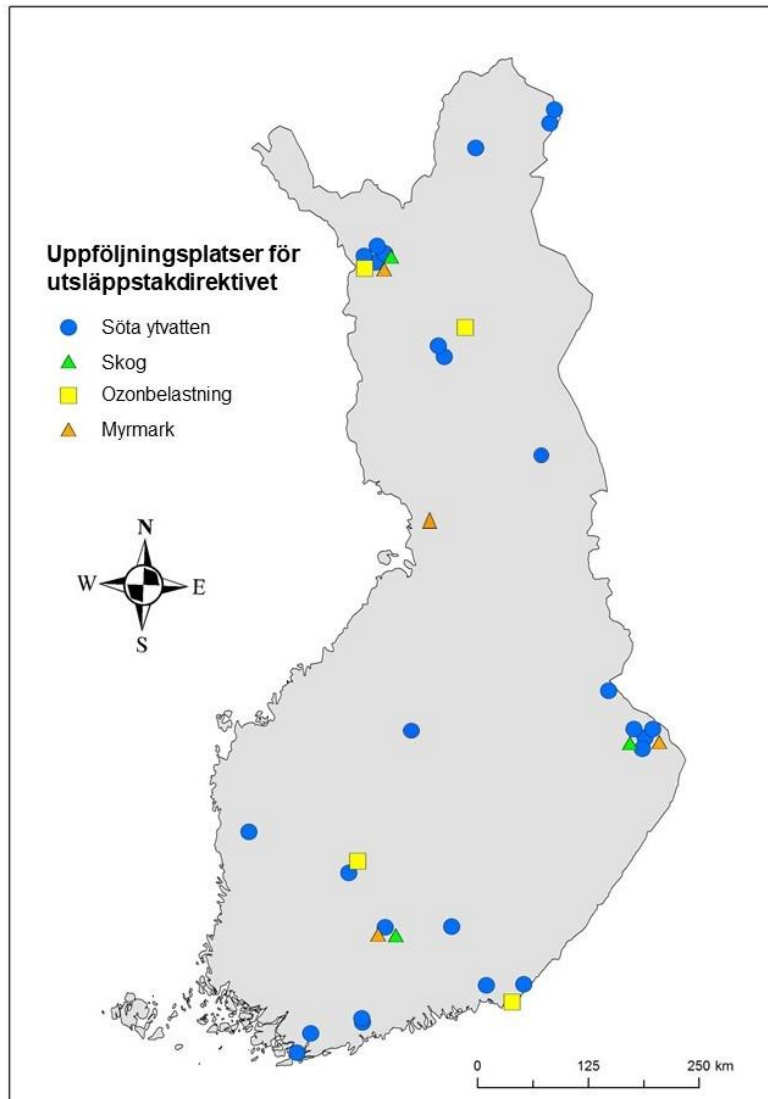 Uppföljningsplatser för
utsläppstakdirektivet
Söta ytvatten
Skog
Ozonbelastning
Myrmark
N
W E
S
0 125 250 km